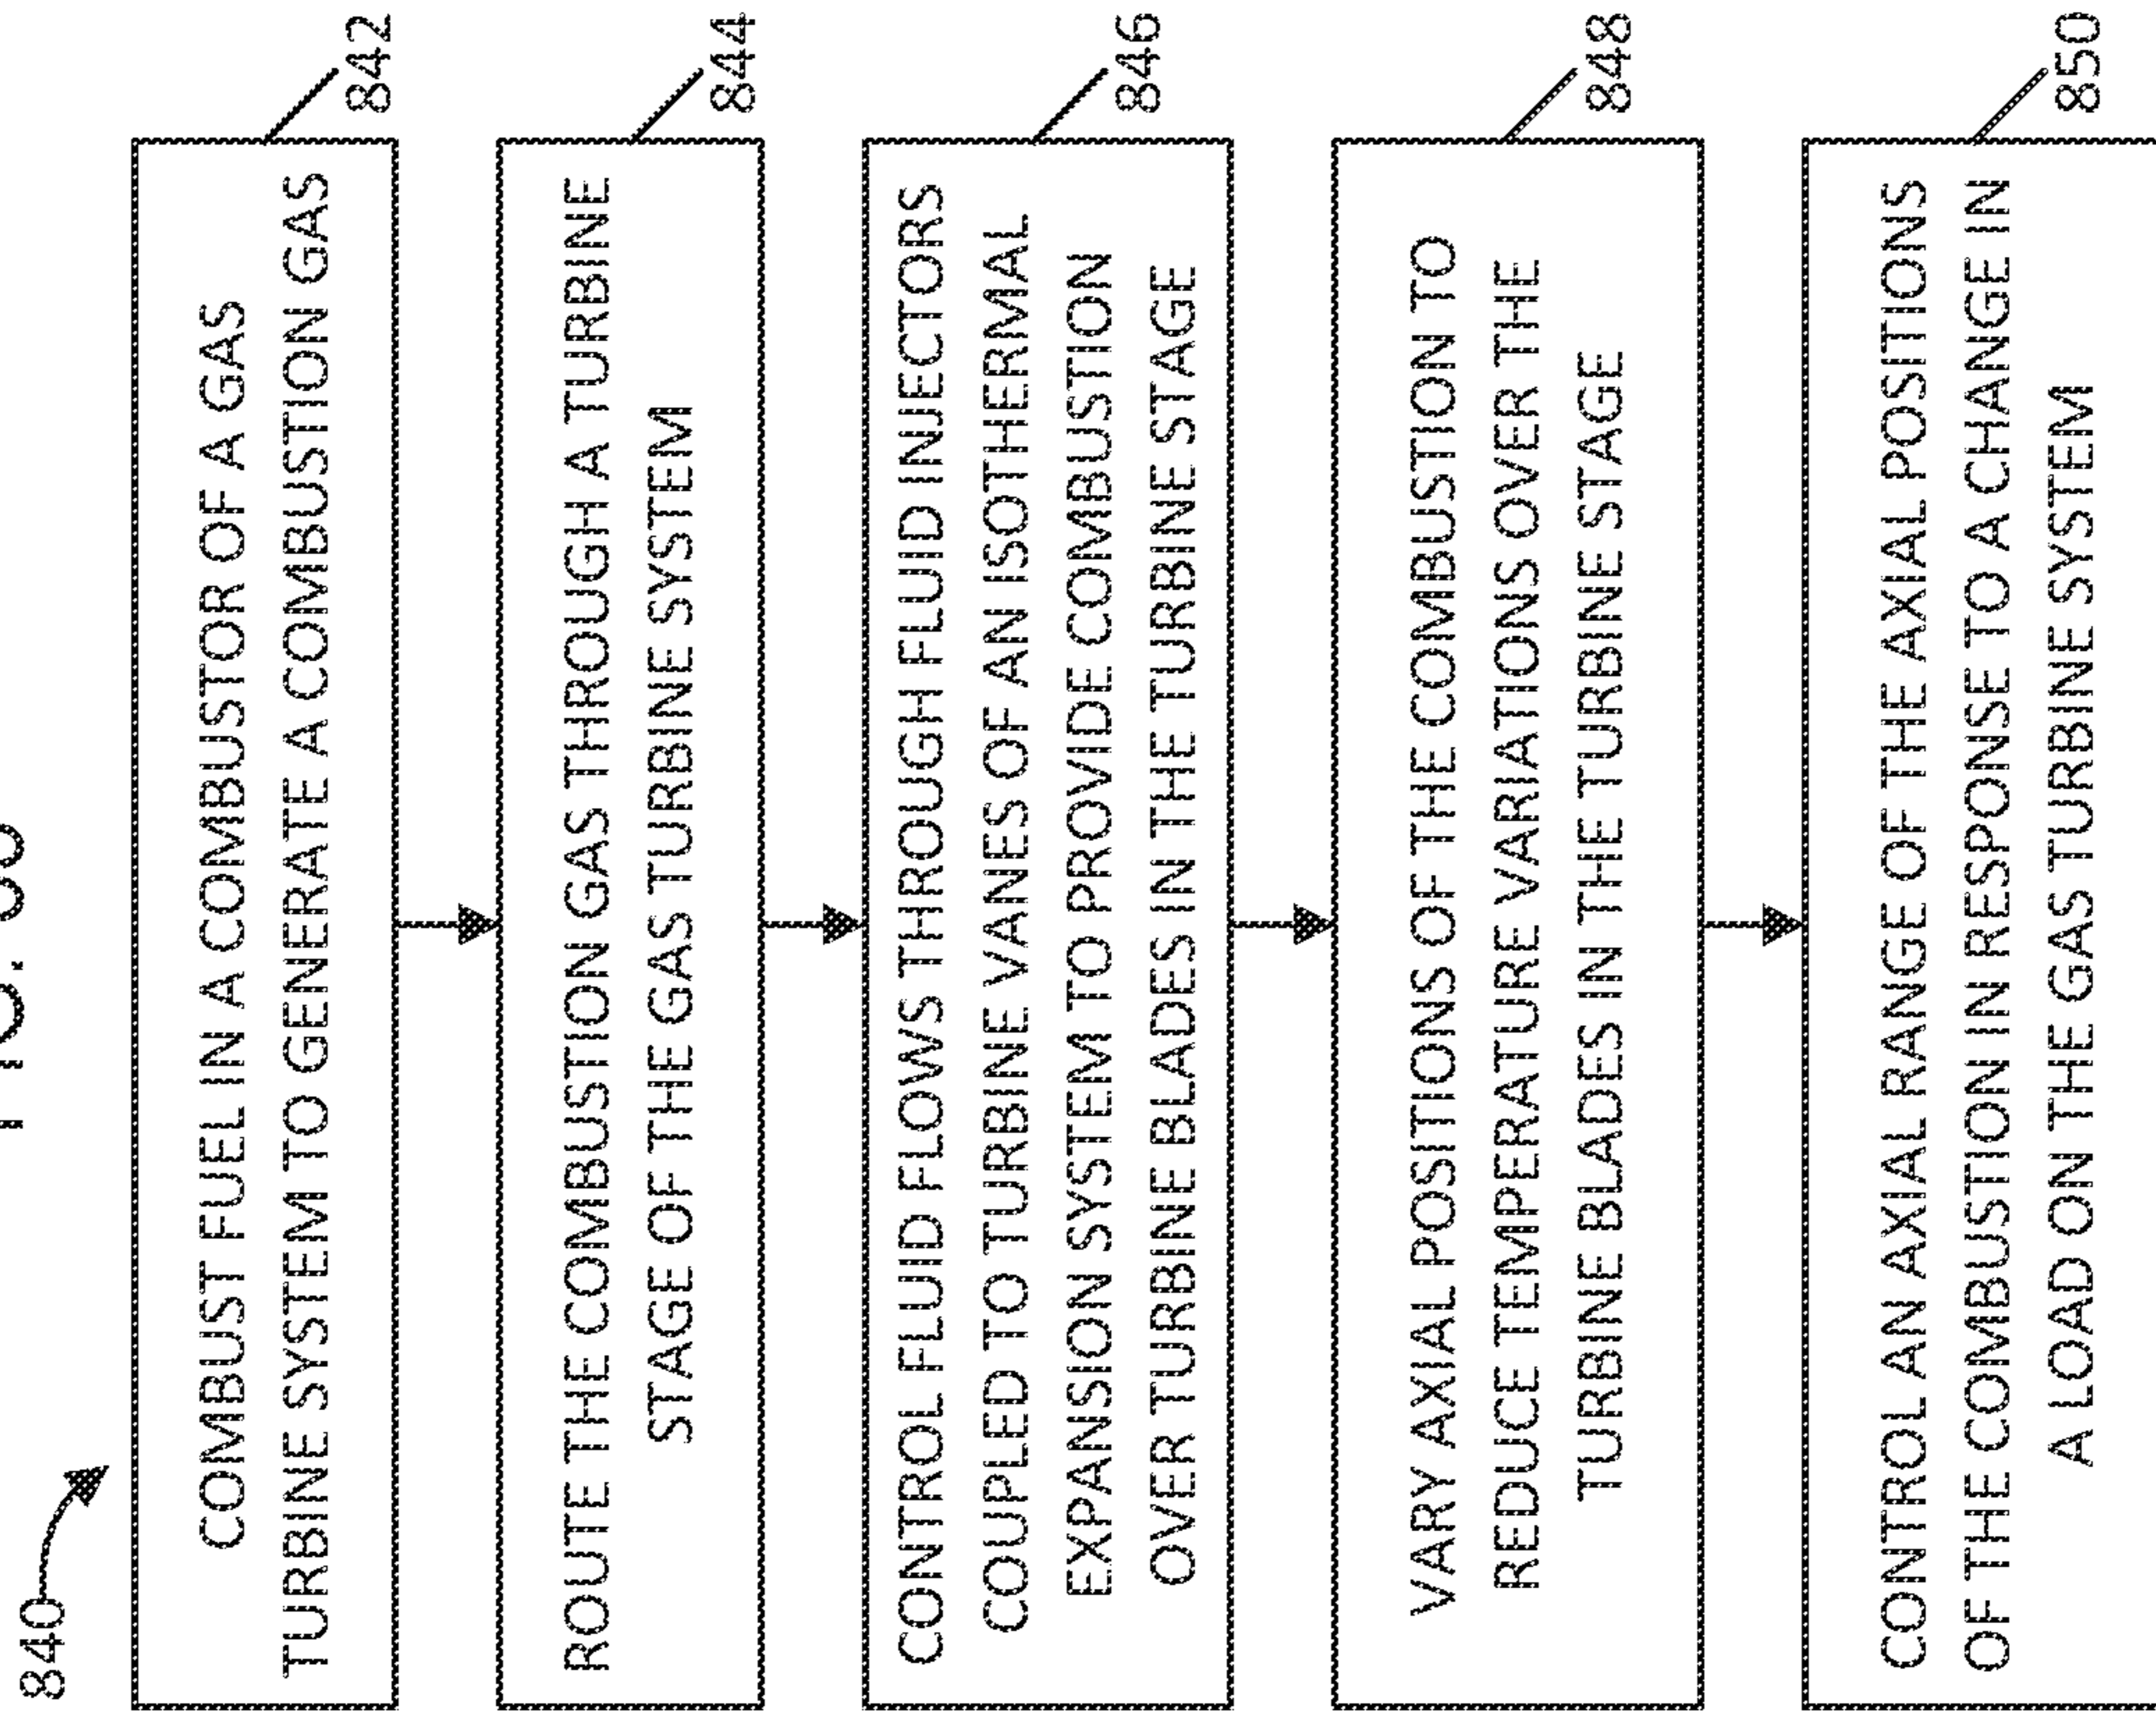 840
COMBUST FUEL IN A COMBUSTOR OF A GAS
TURBINE SYSTEM TO GENERATE A COMBUSTION GAS
842
ROUTE THE COMBUSTION GAS THROUGH A TURBINE
STAGE OF THE GAS TURBINE SYSTEM
844
CONTROL FLUID FLOWS THROUGH FLUID INJECTORS
COUPLED TO TURBINE VANES OF AN ISOTHERMAL
EXPANSION SYSTEM TO PROVIDE COMBUSTION
OVER TURBINE BLADES IN THE TURBINE STAGE
846
VARY AXIAL POSITIONS OF THE COMBUSTION TO
REDUCE TEMPERATURE VARIATIONS OVER THE
TURBINE BLADES IN THE TURBINE STAGE
848
CONTROL AN AXIAL RANGE OF THE AXIAL POSITIONS
OF THE COMBUSTION IN RESPONSE TO A CHANGE IN
A LOAD ON THE GAS TURBINE SYSTEM
850